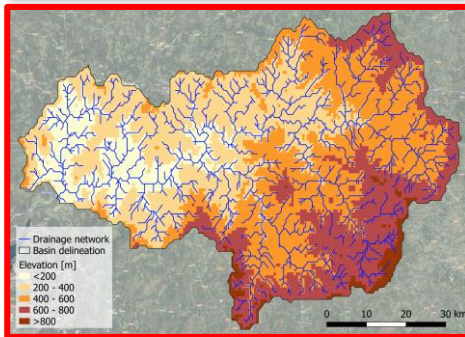 Drainage network
Basin delineation
Elevation [m]
<200
200 - 400
400 - 600
600 - 800
>800
0 10 20 30 km